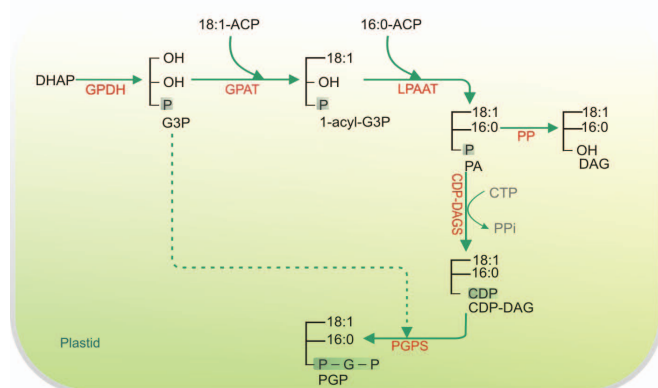 18:1-ACP
16:0-ACP
DHAP
GPDH
OH
OH
P
G3P
GPAT
18:1
OH
P
1-acyl-G3P
LPAAT
18:1
16:0
P
PA
PP
18:1
16:0
OH
DAG
CDP-DAGS
CTP
PPi
18:1
16:0
CDP
CDP-DAG
PGPS
18:1
16:0
P – G – P
PGP
Plastid